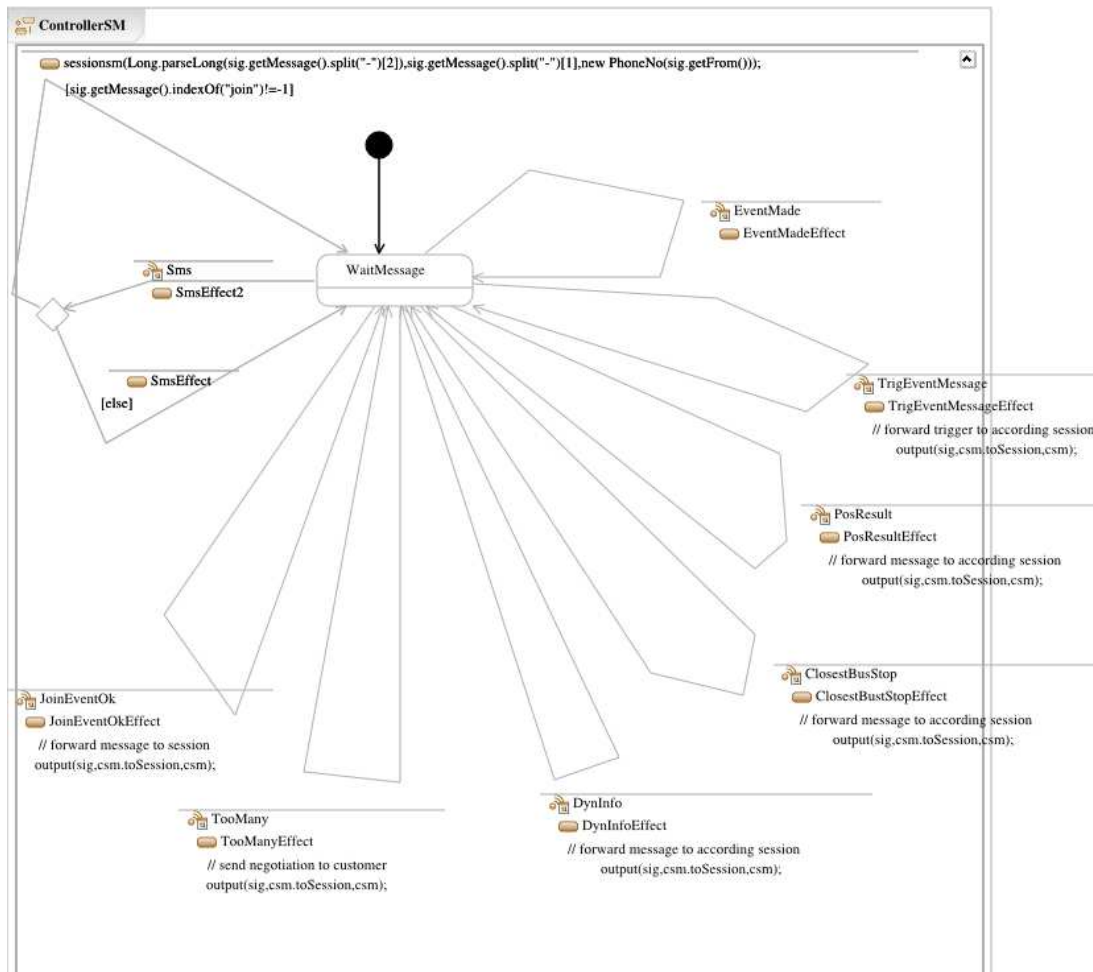 ControllerSM
sessionsm(Long.parseLong(sig.getMessage().split("-")[2]),sig.getMessage().split("-")[1],new PhoneNo(sig.getFrom()));
[sig.getMessage().indexOf("join")!=-1]
EventMade
EventMadeEffect
WaitMessage
Sms
SmsEffect2
SmsEffect
[else]
TrigEventMessage
TrigEventMessageEffect
// forward trigger to according session
output(sig,csm.toSession,csm);
PosResult
PosResultEffect
// forward message to according session
output(sig,csm.toSession,csm);
ClosestBusStop
ClosestBustStopEffect
// forward message to according session
output(sig,csm.toSession,csm);
JoinEventOk
JoinEventOkEffect
// forward message to session
output(sig,csm.toSession,csm);
DynInfo
DynInfoEffect
// forward message to according session
output(sig,csm.toSession,csm);
TooMany
TooManyEffect
// send negotiation to customer
output(sig,csm.toSession,csm);